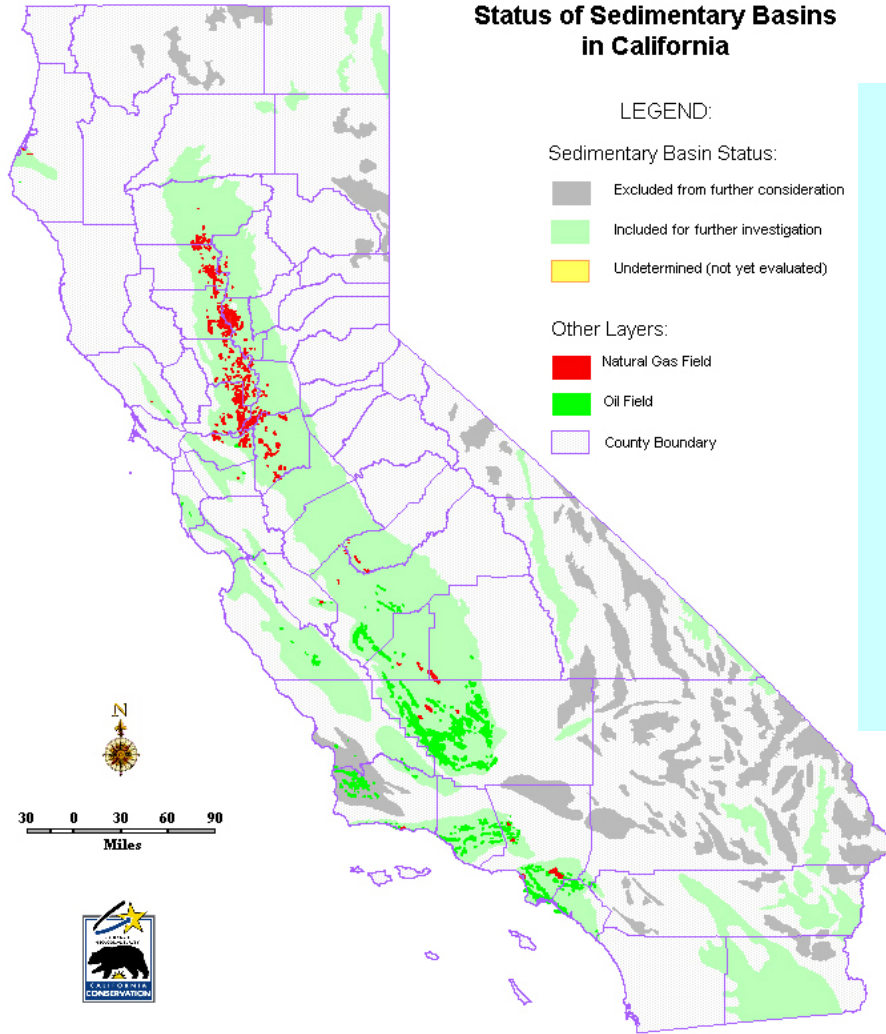 Status of Sedimentary Basins
in California
LEGEND:
Sedimentary Basin Status:
Excluded from further consideration
Included for further investigation
Undetermined (not yet evaluated)
Other Layers:
Natural Gas Field
Oil Field
County Boundary
N
30 0 30 60 90
Miles
CALIFORNIA
CONSERVATION